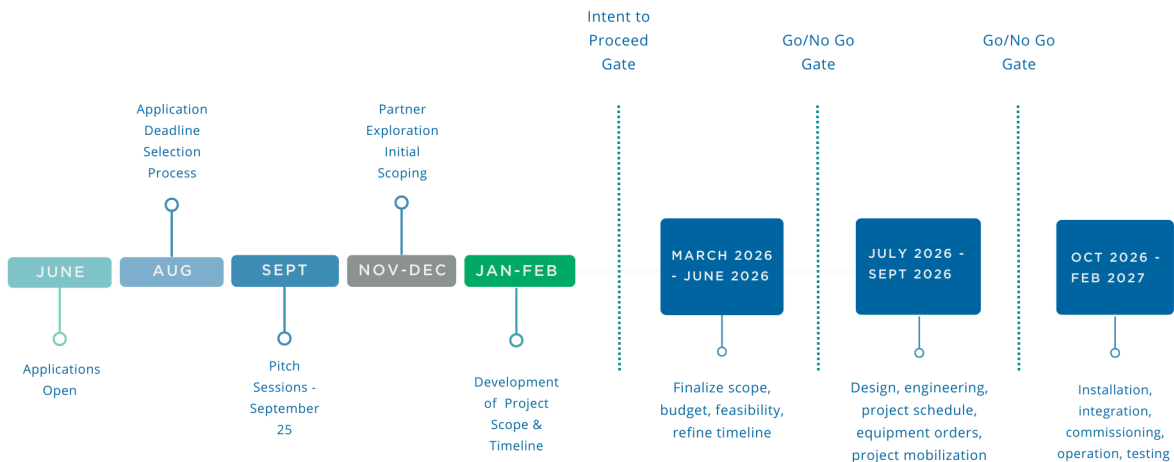 Intent to
Proceed
Gate
Go/No Go
Gate
Go/No Go
Gate
Application
Deadline
Selection
Process
Partner
Exploration
Initial
Scoping
JUNE
AUG
SEPT
NOV-DEC
JAN-FEB
MARCH 2026
- JUNE 2026
JULY 2026 -
SEPT 2026
OCT 2026 -
FEB 2027
Applications
Open
Pitch
Sessions -
September
25
Development
of Project
Scope &
Timeline
Finalize scope,
budget, feasibility,
refine timeline
Design, engineering,
project schedule,
equipment orders,
project mobilization
Installation,
integration,
commissioning,
operation, testing